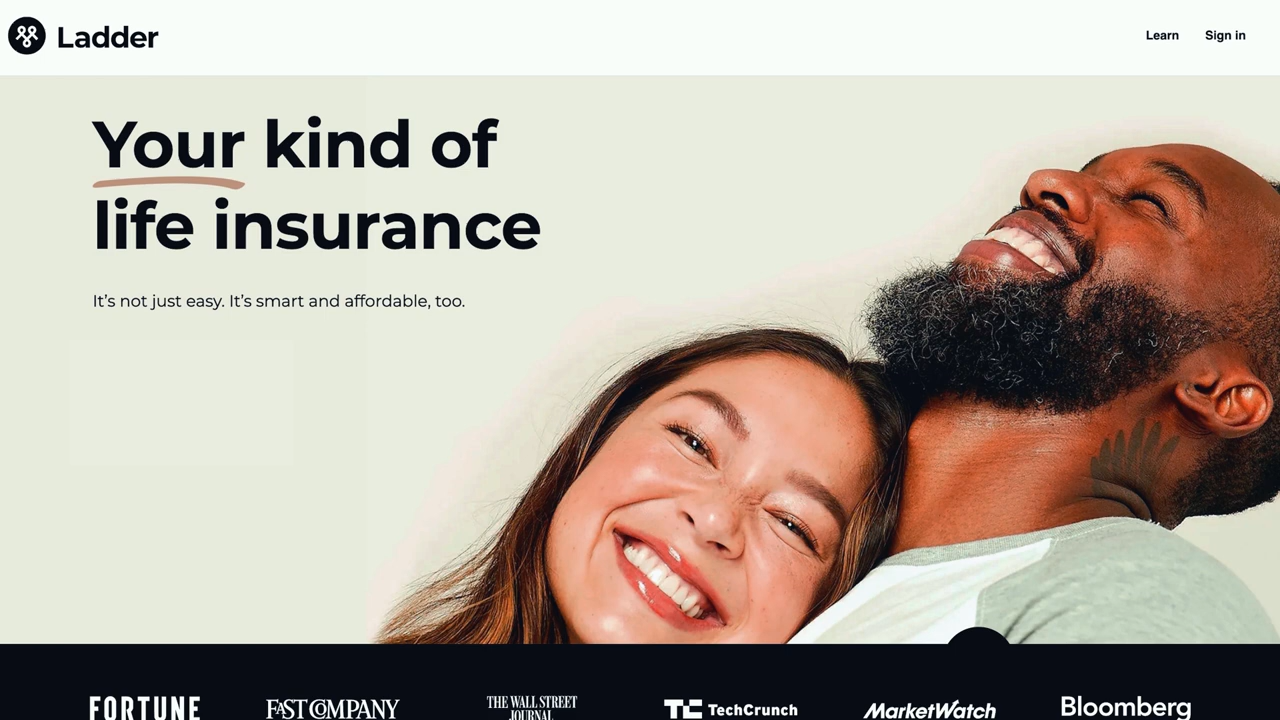 Ladder
Learn
Sign in
Your kind of
life insurance
It's not just easy. It's smart and affordable, too.
FORTUNE
FAST COMPANY
THE WALL STREET
JOURNAL
TC TechCrunch
MarketWatch
Bloomberg